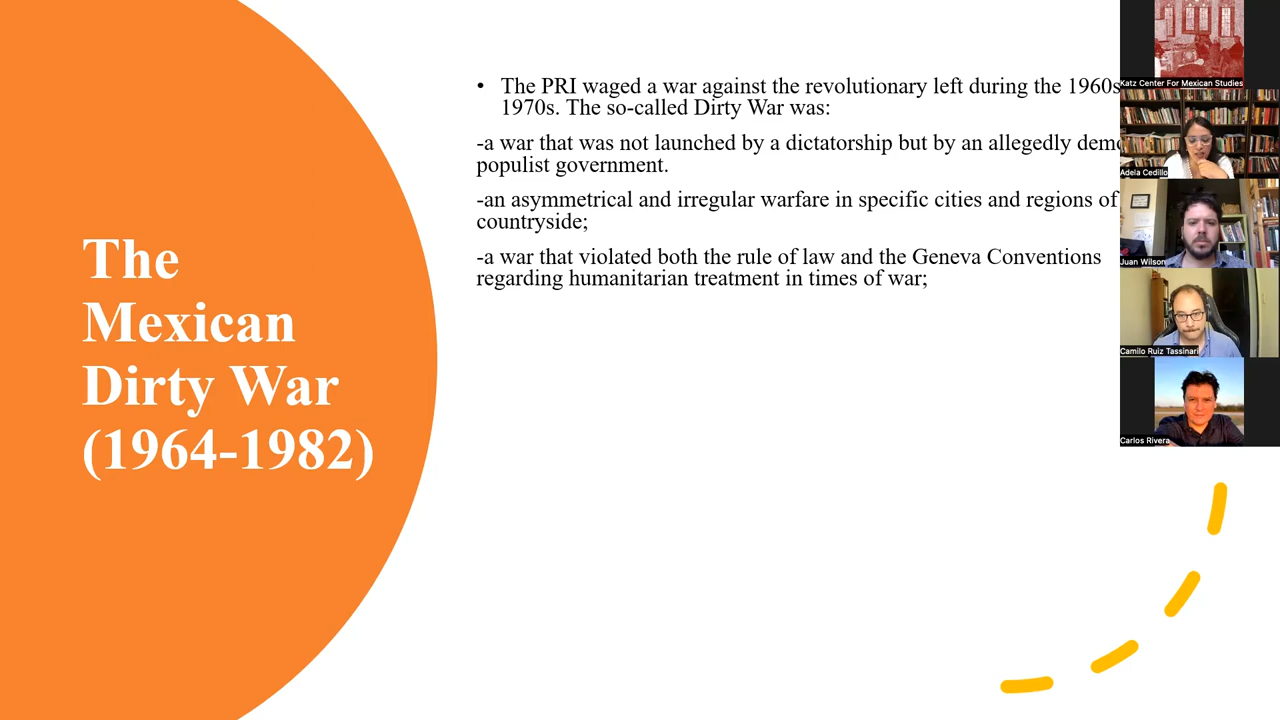 The
Mexican
Dirty War
(1964-1982)
• The PRI waged a war against the revolutionary left during the 1960s
1970s. The so-called Dirty War was:
-a war that was not launched by a dictatorship but by an allegedly
populist government.
-an asymmetrical and irregular warfare in specific cities and regions of
countryside;
-a war that violated both the rule of law and the Geneva Conventions
regarding humanitarian treatment in times of war;
Katz Center For Mexican Studies
Adela Cedillo
Juan Wilson
Camilo Ruiz Tassinari
Carlos Rivera